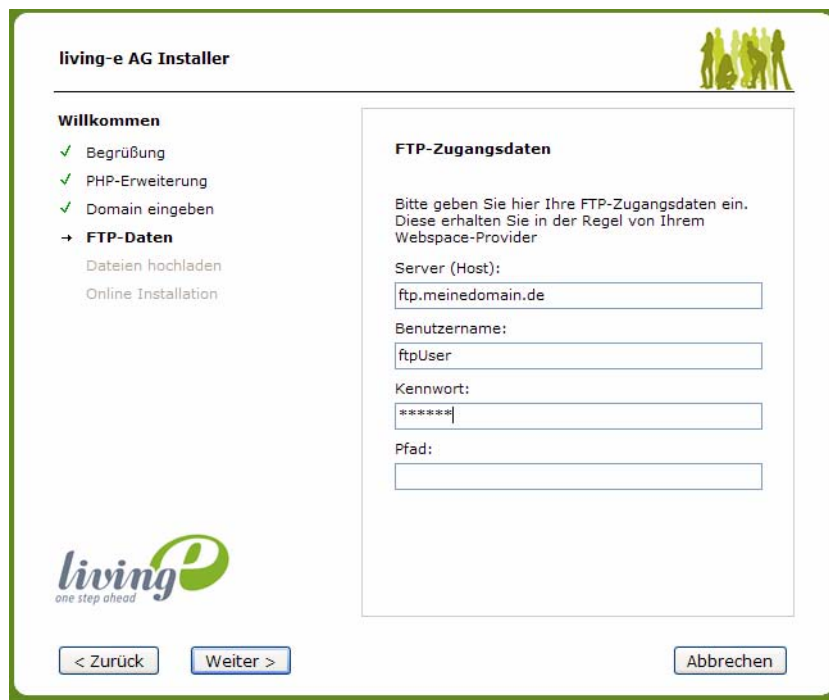 living-e AG Installer
Willkommen
✓ Begrüßung
✓ PHP-Erweiterung
✓ Domain eingeben
→ FTP-Daten
Dateien hochladen
Online Installation
FTP-Zugangsdaten
Bitte geben Sie hier Ihre FTP-Zugangsdaten ein.
Diese erhalten Sie in der Regel von Ihrem
Webspace-Provider
Server (Host):
ftp.meinedomain.de
Benutzername:
ftpUser
Kennwort:
******
Pfad:
living e
one step ahead
< Zurück
Weiter >
Abbrechen